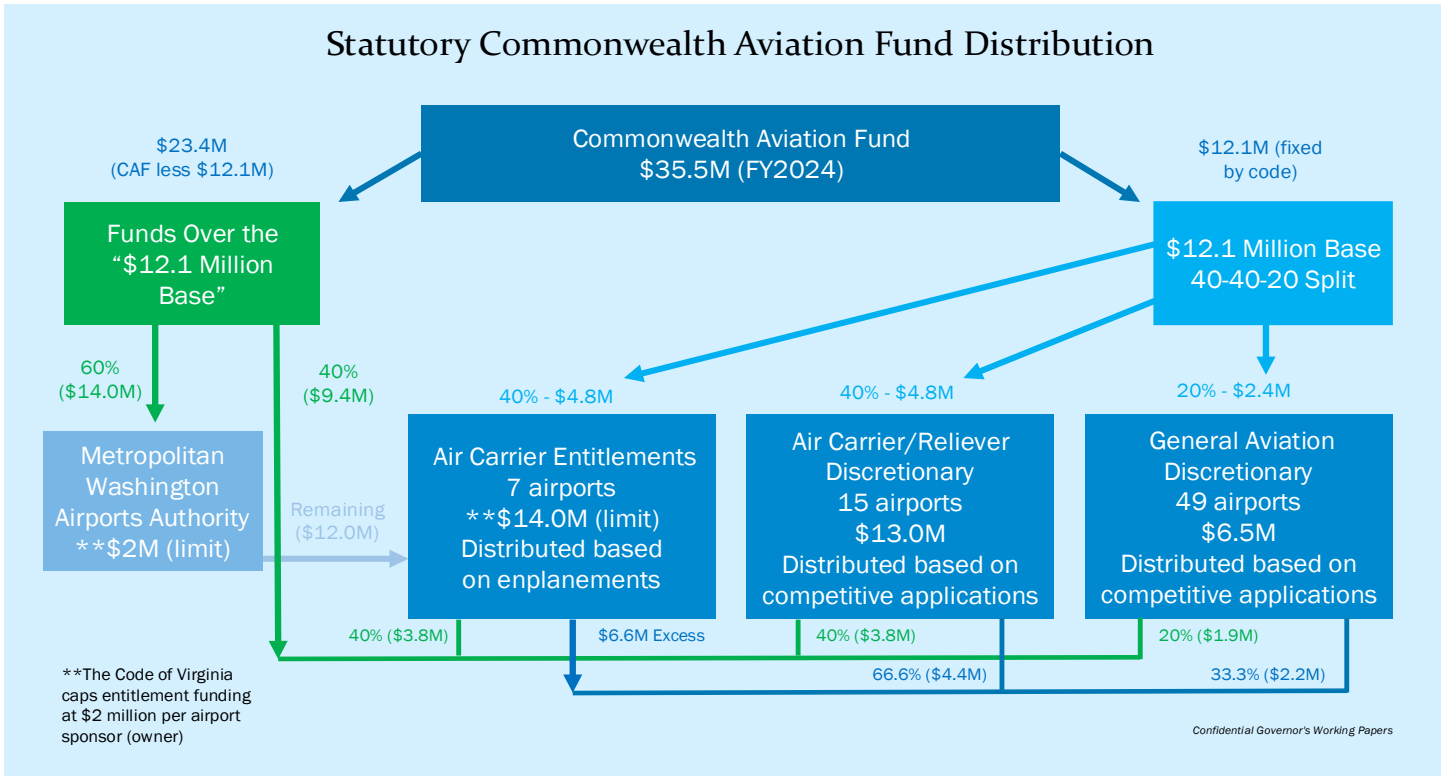 Statutory Commonwealth Aviation Fund Distribution
$23.4M
(CAF less $12.1M)
Commonwealth Aviation Fund
$35.5M (FY2024)
$12.1M (fixed
by code)
Funds Over the
“$12.1 Million
Base”
$12.1 Million Base
40-40-20 Split
60%
($14.0M)
40%
($9.4M)
40% - $4.8M
40% - $4.8M
20% - $2.4M
Metropolitan
Washington
Airports Authority
**$2M (limit)
Remaining
($12.0M)
Air Carrier Entitlements
7 airports
**$14.0M (limit)
Distributed based
on enplanements
Air Carrier/Reliever
Discretionary
15 airports
$13.0M
Distributed based on
competitive applications
General Aviation
Discretionary
49 airports
$6.5M
Distributed based on
competitive applications
40% ($3.8M)
$6.6M Excess
40% ($3.8M)
20% ($1.9M)
66.6% ($4.4M)
33.3% ($2.2M)
**The Code of Virginia
caps entitlement funding
at $2 million per airport
sponsor (owner)
Confidential Governor's Working Papers